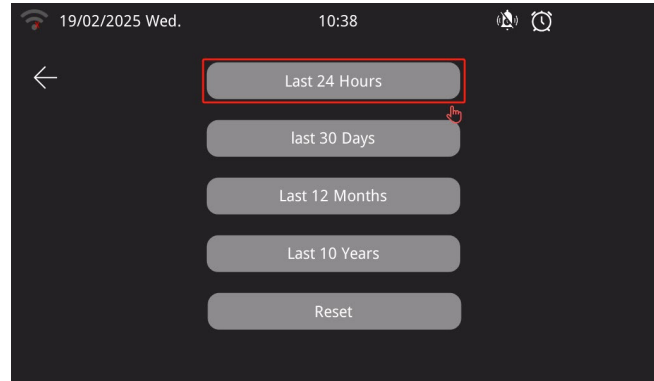 19/02/2025 Wed. 10:38
Last 24 Hours
last 30 Days
Last 12 Months
Last 10 Years
Reset